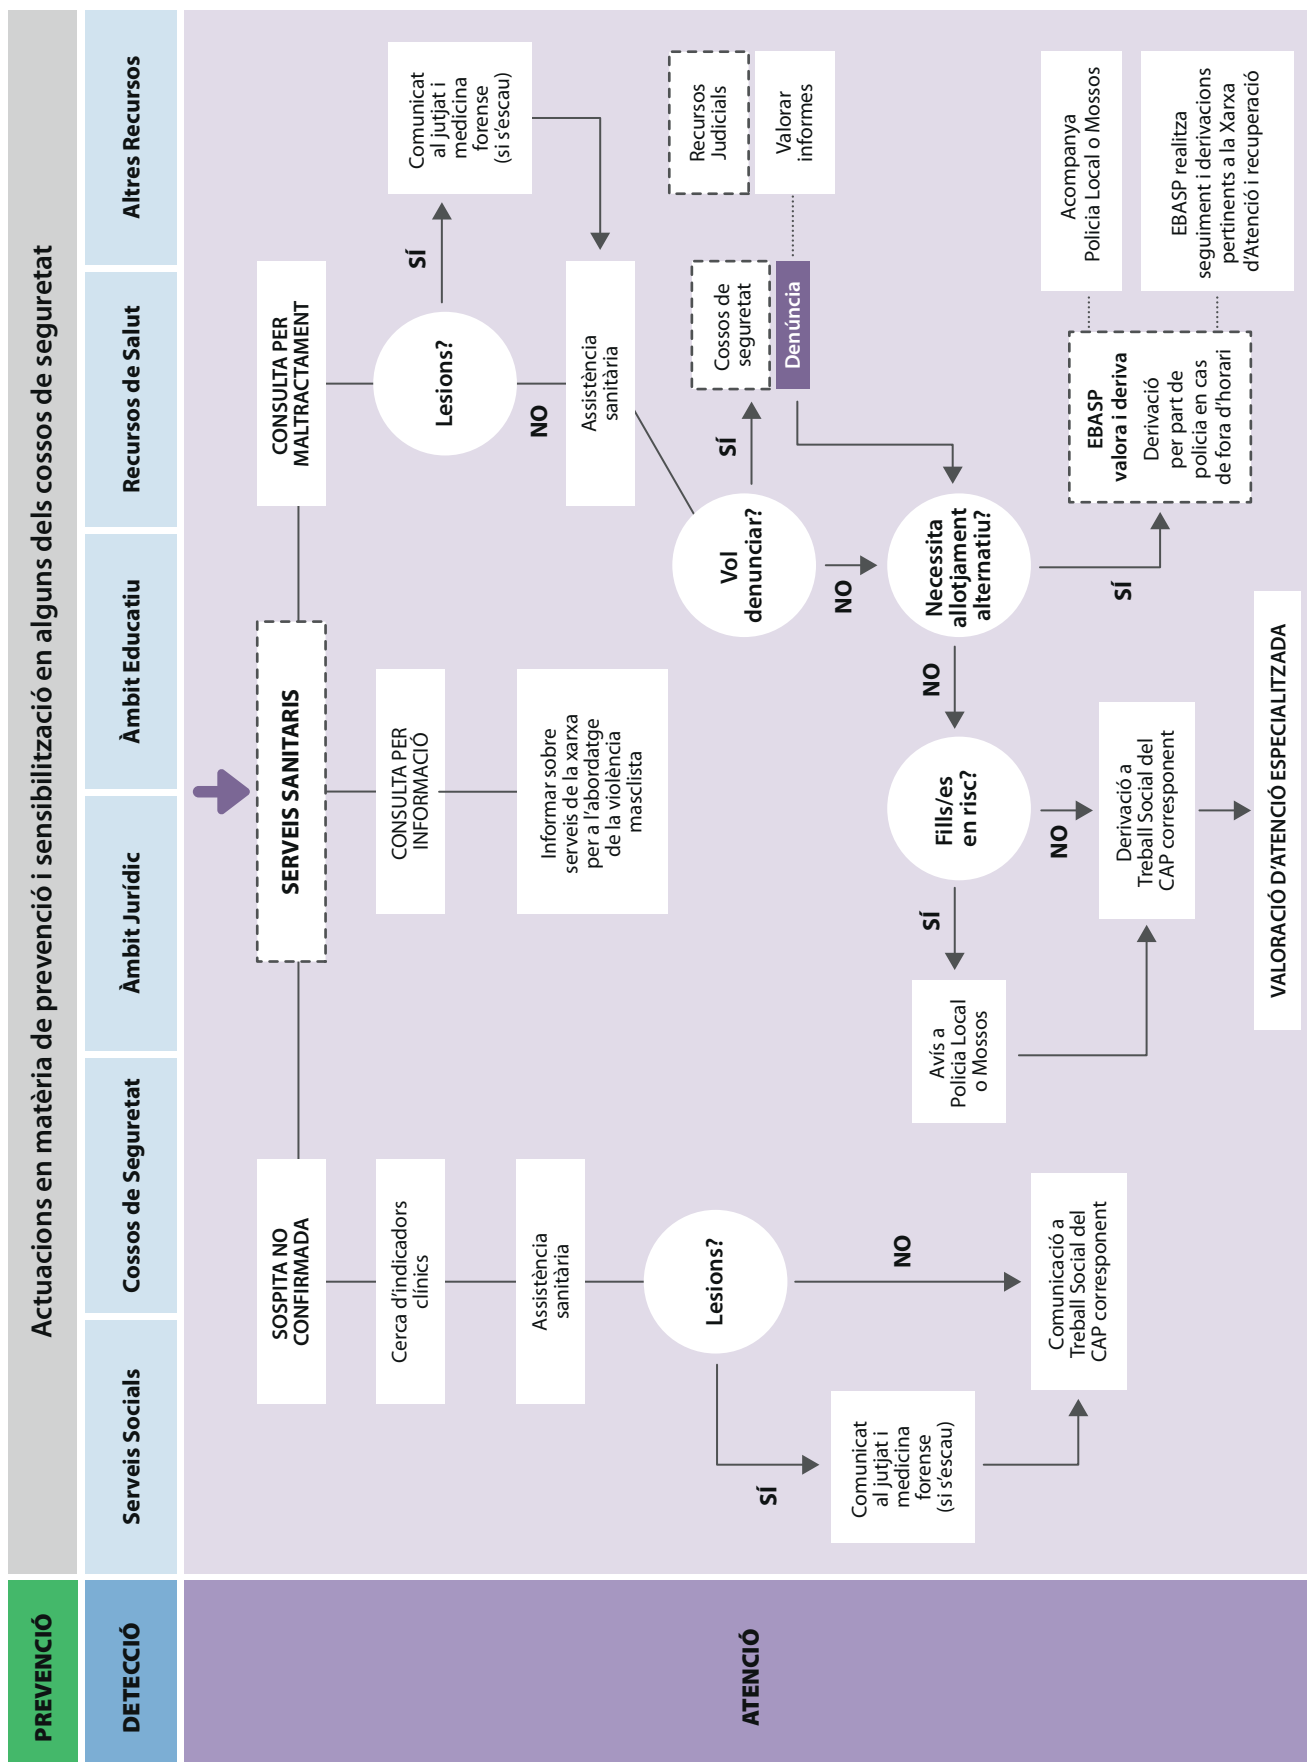 PREVENCIÓ
Actuacions en matèria de prevenció i sensibilització en alguns dels cossos de seguretat
DETECCIÓ
Serveis Socials
Cossos de Seguretat
Àmbit Jurídic
Àmbit Educatiu
Recursos de Salut
Altres Recursos
ATENCIÓ
SERVEIS SANITARIS
SOSPITA NO
CONFIRMADA
Cerca d'indicadors
clínics
Assistència
sanitària
Lesions?
SÍ
Comunicat
al jutjat i
medicina
forense
(si s'escau)
NO
Comunicació a
Treball Social del
CAP corresponent
CONSULTA PER
INFORMACIÓ
Informar sobre
serveis de la xarxa
per a l'abordatge
de la violència
masclista
CONSULTA PER
MALTRACTAMENT
Lesions?
SÍ
Comunicat
al jutjat i
medicina
forense
(si s'escau)
NO
Assistència
sanitària
Vol
denunciar?
SÍ
Cossos de
seguretat
Denúncia
Recursos
Judicials
Valorar
informes
NO
Necessita
allotjament
alternatiu?
SÍ
EBASP
valora i deriva
Derivació
per part de
policia en cas
de fora d'horari
Acompanya
Policia Local o Mossos
EBASP realitza
seguiment i derivacions
pertinents a la Xarxa
d'Atenció i recuperació
NO
Fills/es
en risc?
SÍ
Avís a
Policia Local
o Mossos
NO
Derivació a
Treball Social del
CAP corresponent
VALORACIÓ D'ATENCIÓ ESPECIALITZADA